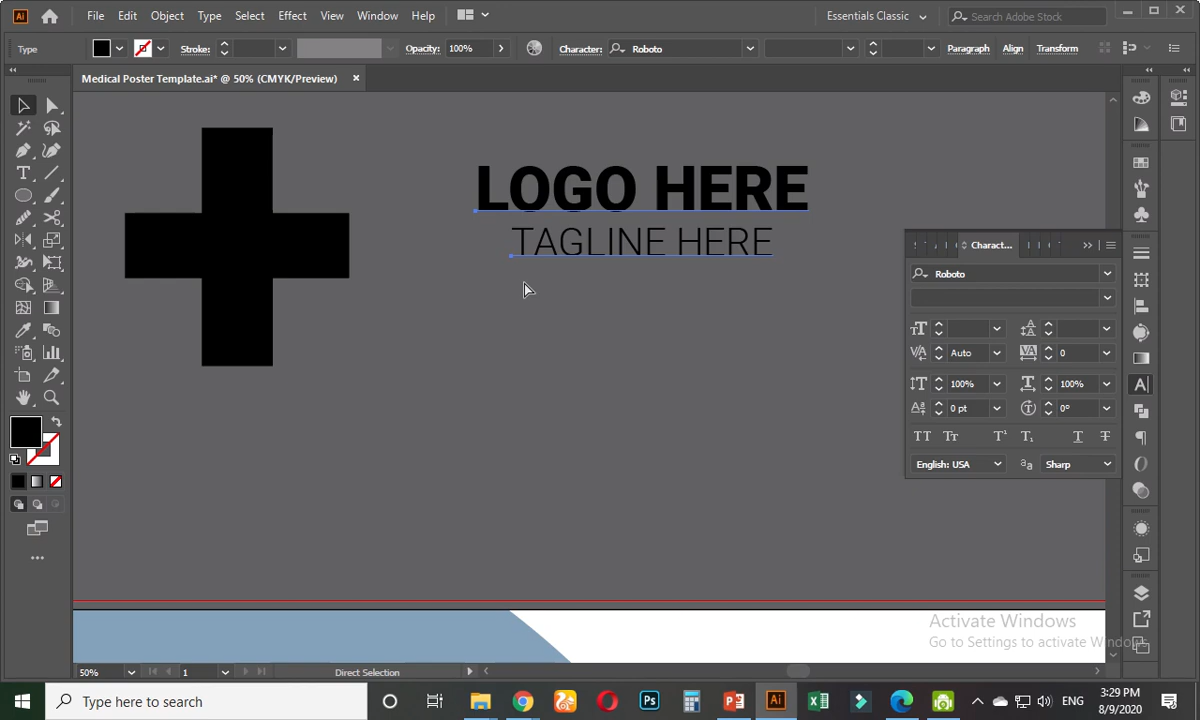 Ai File Edit Object Type Select Effect View Window Help Essentials Classic Search Adobe Stock
Type Stroke: Opacity: 100% Character: Roboto Paragraph Align Transform
Medical Poster Template.ai* @ 50% (CMYK/Preview)
LOGO HERE
TAGLINE HERE
Charact...
Roboto
Auto 0
100% 100%
0 pt 0°
English: USA Sharp
Activate Windows
Go to Settings to activate Windows.
50% 1 Direct Selection
Type here to search Ps Ai ENG 3:29 PM
8/9/2020